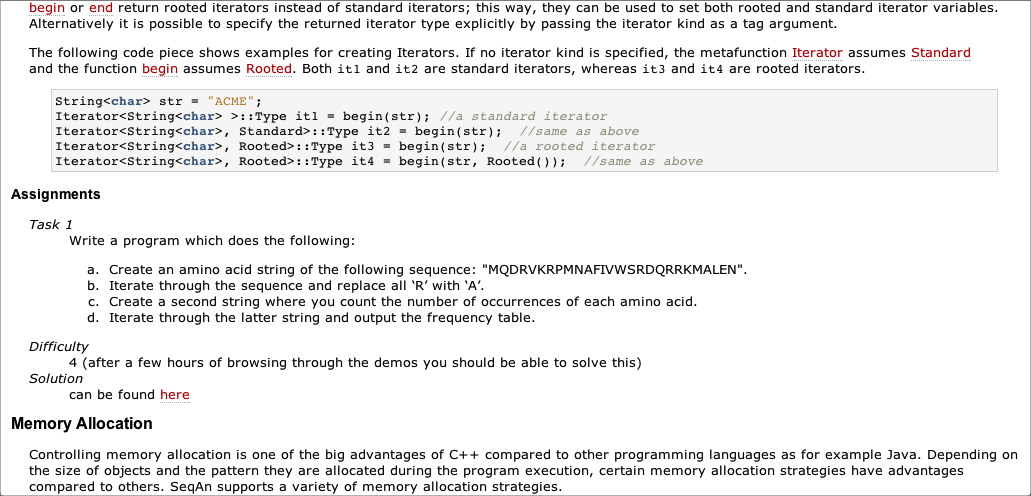 begin or end return rooted iterators instead of standard iterators; this way, they can be used to set both rooted and standard iterator variables.
Alternatively it is possible to specify the returned iterator type explicitly by passing the iterator kind as a tag argument.
The following code piece shows examples for creating Iterators. If no iterator kind is specified, the metafunction Iterator assumes Standard
and the function begin assumes Rooted. Both it1 and it2 are standard iterators, whereas it3 and it4 are rooted iterators.
String<char> str = "ACME";
Iterator<String<char> >::Type it1 = begin(str); //a standard iterator
Iterator<String<char>, Standard>::Type it2 = begin(str);  //same as above
Iterator<String<char>, Rooted>::Type it3 = begin(str);  //a rooted iterator
Iterator<String<char>, Rooted>::Type it4 = begin(str, Rooted());  //same as above
Assignments
Task 1
Write a program which does the following:
a. Create an amino acid string of the following sequence: "MQDRVKRPMNAFIVWSRDQRRKMALEN".
b. Iterate through the sequence and replace all ‘R’ with ‘A’.
c. Create a second string where you count the number of occurrences of each amino acid.
d. Iterate through the latter string and output the frequency table.
Difficulty
4 (after a few hours of browsing through the demos you should be able to solve this)
Solution
can be found here
Memory Allocation
Controlling memory allocation is one of the big advantages of C++ compared to other programming languages as for example Java. Depending on
the size of objects and the pattern they are allocated during the program execution, certain memory allocation strategies have advantages
compared to others. SeqAn supports a variety of memory allocation strategies.